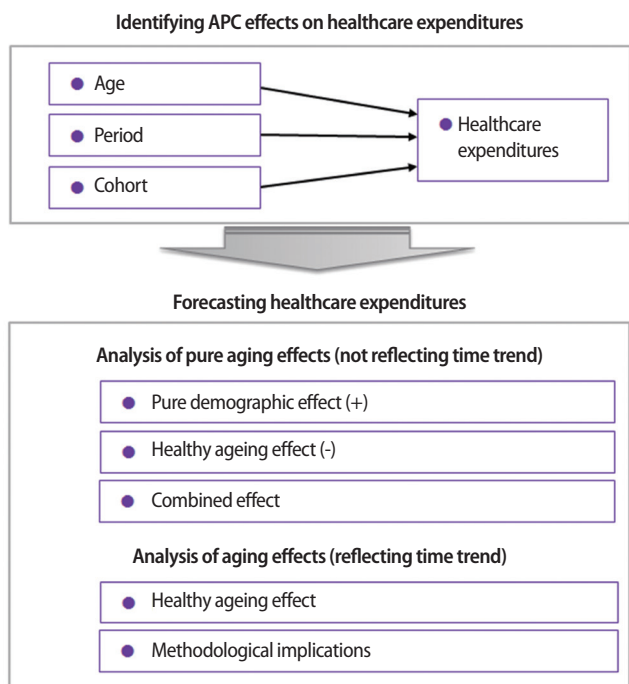 Identifying APC effects on healthcare expenditures
Age
Period
Cohort
Healthcare
expenditures
Forecasting healthcare expenditures
Analysis of pure aging effects (not reflecting time trend)
Pure demographic effect (+)
Healthy ageing effect (-)
Combined effect
Analysis of aging effects (reflecting time trend)
Healthy ageing effect
Methodological implications